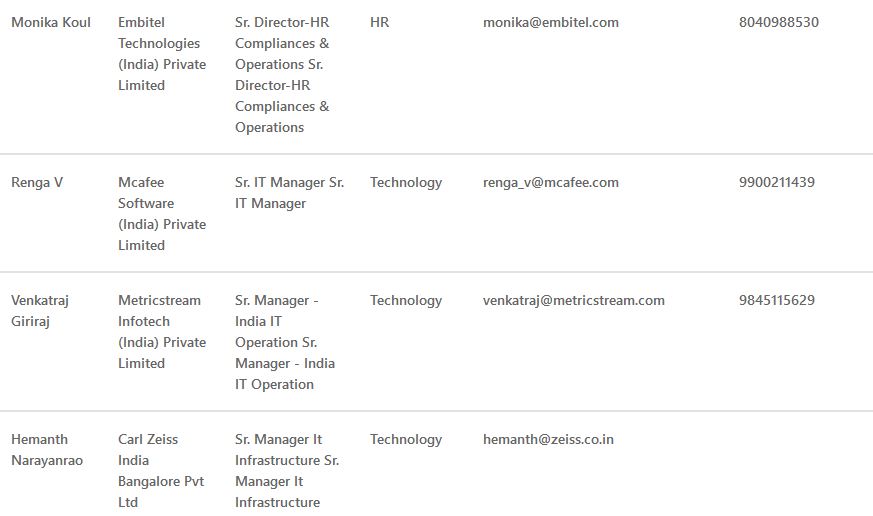 Monika Koul
Embitel
Technologies
(India) Private
Limited
Sr. Director-HR
Compliances &
Operations Sr.
Director-HR
Compliances &
Operations
HR
monika@embitel.com
8040988530
Renga V
Mcafee
Software
(India) Private
Limited
Sr. IT Manager Sr.
IT Manager
Technology
renga_v@mcafee.com
9900211439
Venkatraj
Giriraj
Metricstream
Infotech
(India) Private
Limited
Sr. Manager -
India IT
Operation Sr.
Manager - India
IT Operation
Technology
venkatraj@metricstream.com
9845115629
Hemanth
Narayanrao
Carl Zeiss
India
Bangalore Pvt
Ltd
Sr. Manager It
Infrastructure Sr.
Manager It
Infrastructure
Technology
hemanth@zeiss.co.in